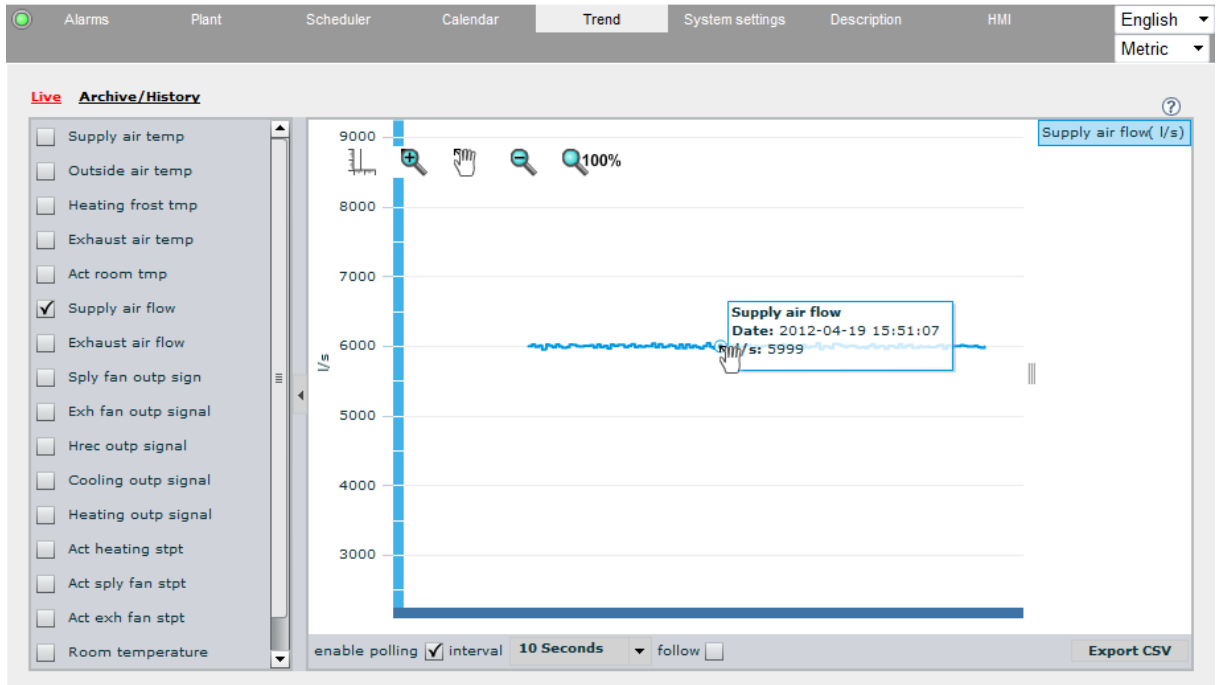 Alarms Plant Scheduler Calendar Trend System settings Description HMI English
Metric
Live Archive/History
?
Supply air temp
Outside air temp
Heating frost tmp
Exhaust air temp
Act room tmp
Supply air flow
Exhaust air flow
Sply fan outp sign
Exh fan outp signal
Hrec outp signal
Cooling outp signal
Heating outp signal
Act heating stpt
Act sply fan stpt
Act exh fan stpt
Room temperature
9000
100%
8000
7000
6000
5000
4000
3000
l/s
Supply air flow
Date: 2012-04-19 15:51:07
/s: 5999
Supply air flow( l/s)
enable polling interval 10 Seconds follow Export CSV